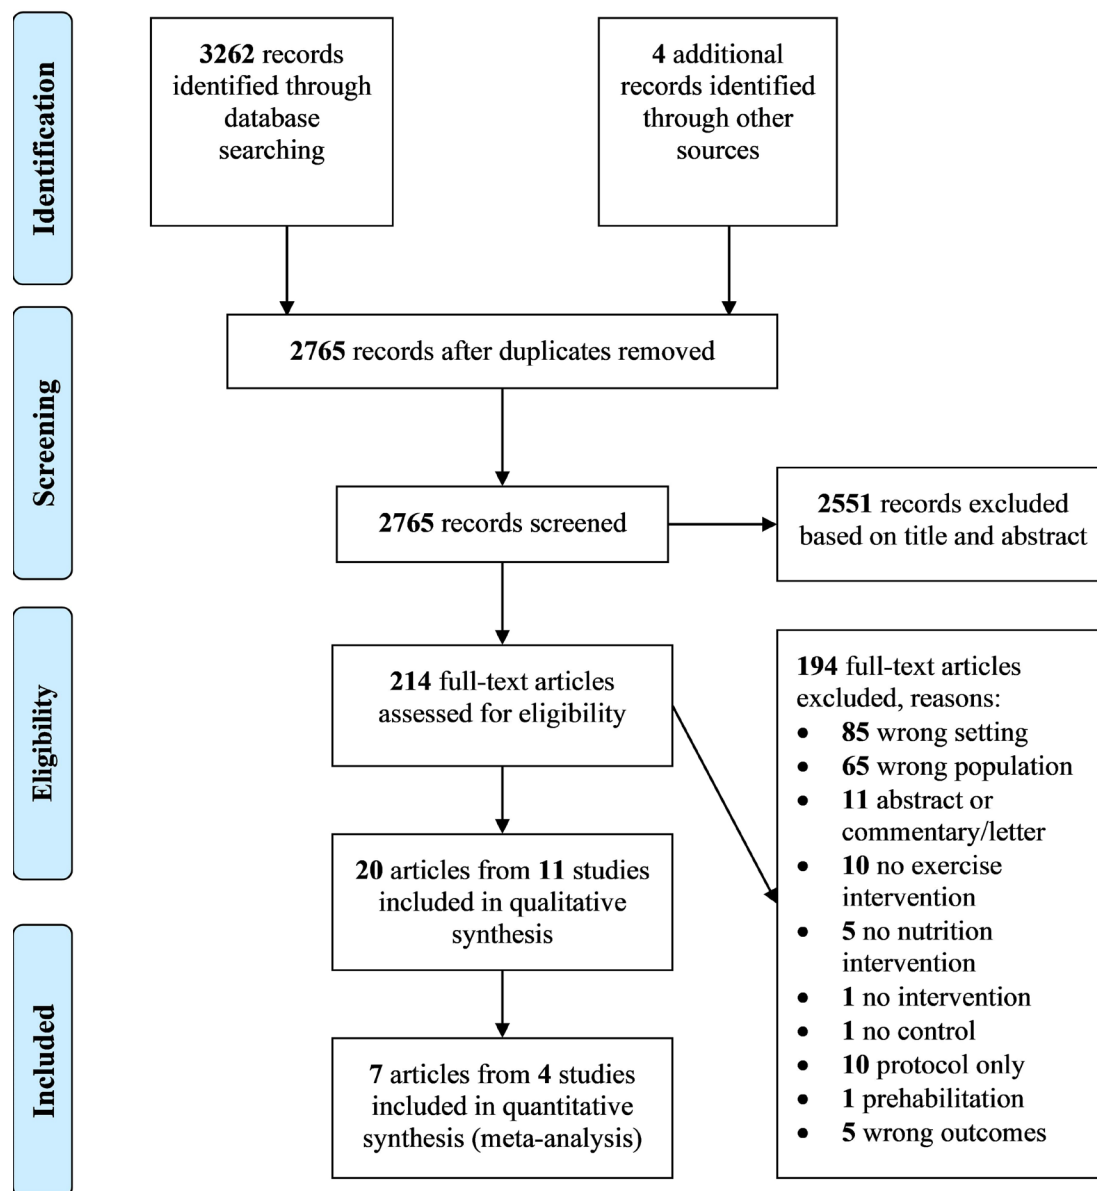 Identification
3262 records
identified through
database
searching
4 additional
records identified
through other
sources
Screening
2765 records after duplicates removed
2765 records screened
2551 records excluded
based on title and abstract
Eligibility
214 full-text articles
assessed for eligibility
194 full-text articles
excluded, reasons:
• 85 wrong setting
• 65 wrong population
• 11 abstract or
commentary/letter
• 10 no exercise
intervention
• 5 no nutrition
intervention
• 1 no intervention
• 1 no control
• 10 protocol only
• 1 prehabilitation
• 5 wrong outcomes
20 articles from 11 studies
included in qualitative
synthesis
Included
7 articles from 4 studies
included in quantitative
synthesis (meta-analysis)